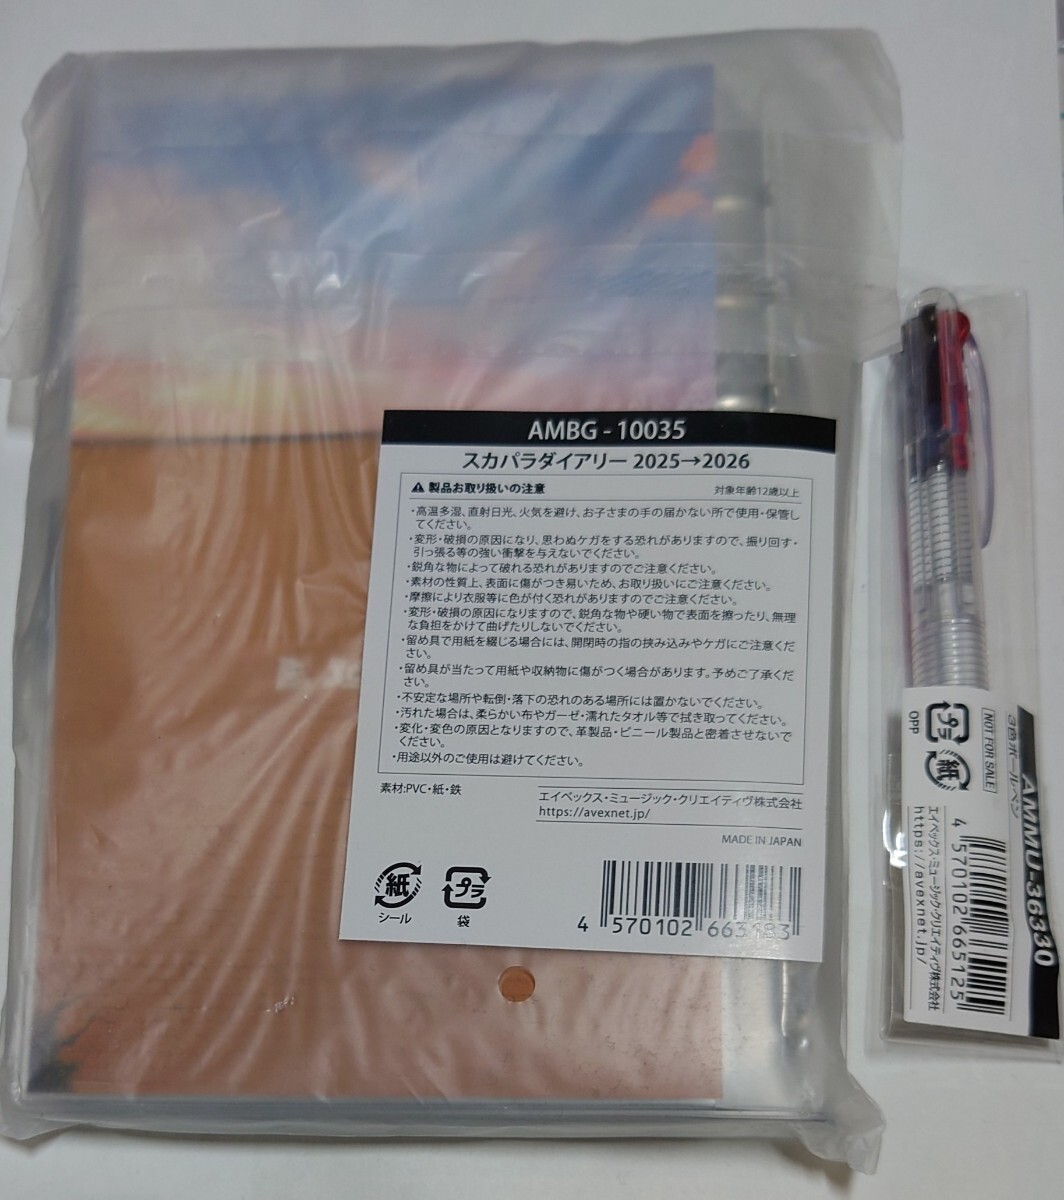 AMBG - 10035
スカパラダイアリー 2025→2026
⚠ 製品お取り扱いの注意
対象年齢12歳以上
・高温多湿、直射日光、火気を避け、お子さまの手の届かない所で使用・保管し
てください。
・変形・破損の原因になり、思わぬケガをする恐れがありますので、振り回す・
引っ張る等の強い衝撃を与えないでください。
・鋭角な物によって破れる恐れがありますのでご注意ください。
・素材の性質上、表面に傷がつき易いため、お取り扱いにご注意ください。
・摩擦により衣服等に色が付く恐れがありますのでご注意ください。
・変形・破損の原因になりますので、鋭角な物や硬い物で表面を擦ったり、無理
な負担をかけて曲げたりしないでください。
・留め具で用紙を綴じる場合には、開閉時の指の挟み込みやケガにご注意くださ
い。
・留め具が当たって用紙や収納物に傷がつく場合があります。予めご了承くださ
い。
・不安定な場所や転倒・落下の恐れのある場所には置かないでください。
・汚れた場合は、柔らかい布やガーゼ・濡れたタオル等で拭き取ってください。
・変化・変色の原因となりますので、革製品・ビニール製品と密着させないで
ください。
・用途以外のご使用は避けてください。
素材:PVC・紙・鉄
エイベックス・ミュージック・クリエイティヴ株式会社
https://avexnet.jp/
MADE IN JAPAN
紙
シール
プラ
袋
4 570102 663183
AMMU-36330
3色ボールペン
NOT FOR SALE
プラ
OPP
紙
4 570102 665125
エイベックス・ミュージック・クリエイティヴ株式会社
https://avexnet.jp/